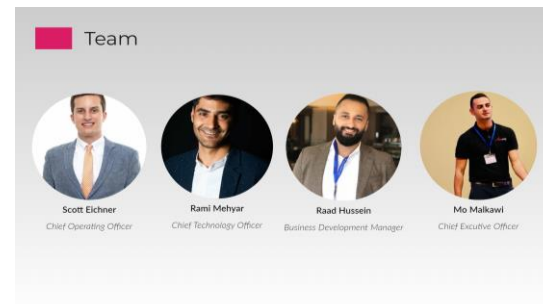 Team
Scott Eichner
Chief Operating Officer
Rami Mehyar
Chief Technology Officer
Raad Hussein
Business Development Manager
Mo Malkawi
Chief Excutive Officer